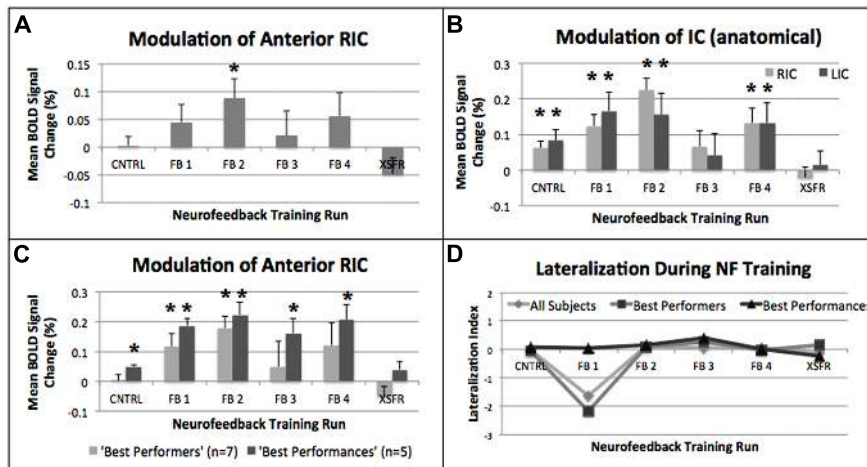 A
Modulation of Anterior RIC
Mean BOLD Signal
Change (%)
0.15
0.1
0.05
0
-0.05
-0.1
*
CNTRL FB 1 FB 2 FB 3 FB 4 XSFR
Neurofeedback Training Run
B
Modulation of IC (anatomical)
Mean BOLD Signal
Change (%)
0.3
0.2
0.1
0
-0.1
RIC LIC
* * * * * * * *
CNTRL FB 1 FB 2 FB 3 FB 4 XSFR
Neurofeedback Training Run
C
Modulation of Anterior RIC
Mean BOLD Signal
Change (%)
0.3
0.2
0.1
0
-0.1
* * * * * * *
CNTRL FB 1 FB 2 FB 3 FB 4 XSFR
Neurofeedback Training Run
'Best Performers' (n=7) 'Best Performances' (n=5)
D
Lateralization During NF Training
Lateralization Index
2
1
0
-1
-2
-3
All Subjects Best Performers Best Performances
CNTRL FB 1 FB 2 FB 3 FB 4 XSFR
Neurofeedback Training Run